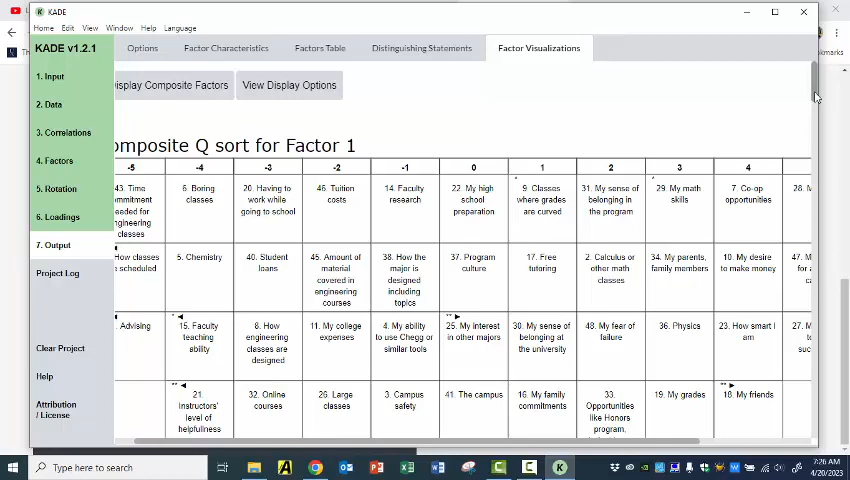 KADE
Home Edit View Window Help Language
KADE v1.2.1
Options Factor Characteristics Factors Table Distinguishing Statements Factor Visualizations
1. Input
2. Data
3. Correlations
4. Factors
5. Rotation
6. Loadings
7. Output
Project Log
Clear Project
Help
Attribution
/ License
isplay Composite Factors View Display Options
omposite Q sort for Factor 1
-5 -4 -3 -2 -1 0 1 2 3 4
43. Time
mmitment
eeded for
ngineering
classes
6. Boring
classes
20. Having to
work while
going to school
46. Tuition
costs
14. Faculty
research
22. My high
school
preparation
*
9. Classes
where grades
are curved
31. My sense of
belonging in
the program
*
29. My math
skills
7. Co-op
opportunities
28. M
How classes
e scheduled
5. Chemistry
40. Student
loans
45. Amount of
material
covered in
engineering
courses
38. How the
major is
designed
including
topics
37. Program
culture
17. Free
tutoring
2. Calculus or
other math
classes
34. My parents,
family members
10. My desire
to make money
47. M
for a
ca
. Advising
* ◄
15. Faculty
teaching
ability
8. How
engineering
classes are
designed
11. My college
expenses
4. My ability
to use Chegg or
similar tools
** ►
25. My interest
in other majors
30. My sense of
belonging at
the university
48. My fear of
failure
36. Physics
23. How smart I
am
27. M
t
suc
** ◄
21.
Instructors'
level of
helpfullness
32. Online
courses
26. Large
classes
3. Campus
safety
41. The campus
16. My family
commitments
33.
Opportunities
like Honors
program,
19. My grades
** ►
18. My friends
okmarks
Type here to search
7:26 AM
4/20/2023